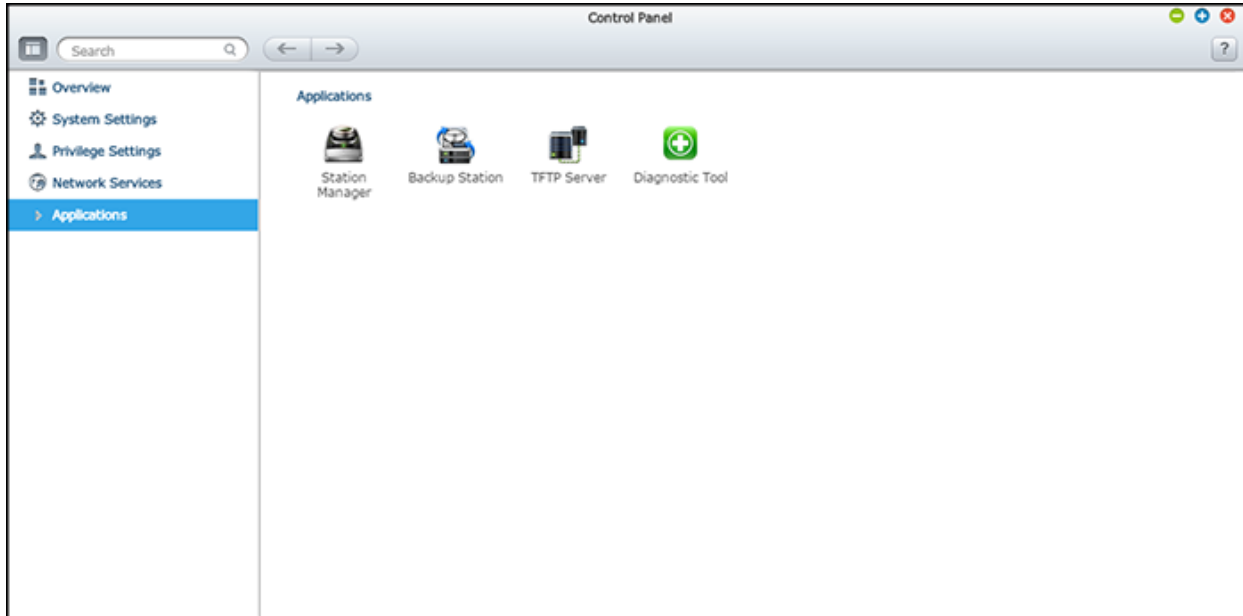 Control Panel
Search
?
Overview
System Settings
Privilege Settings
Network Services
Applications
Applications
Station
Manager
Backup Station
TFTP Server
Diagnostic Tool